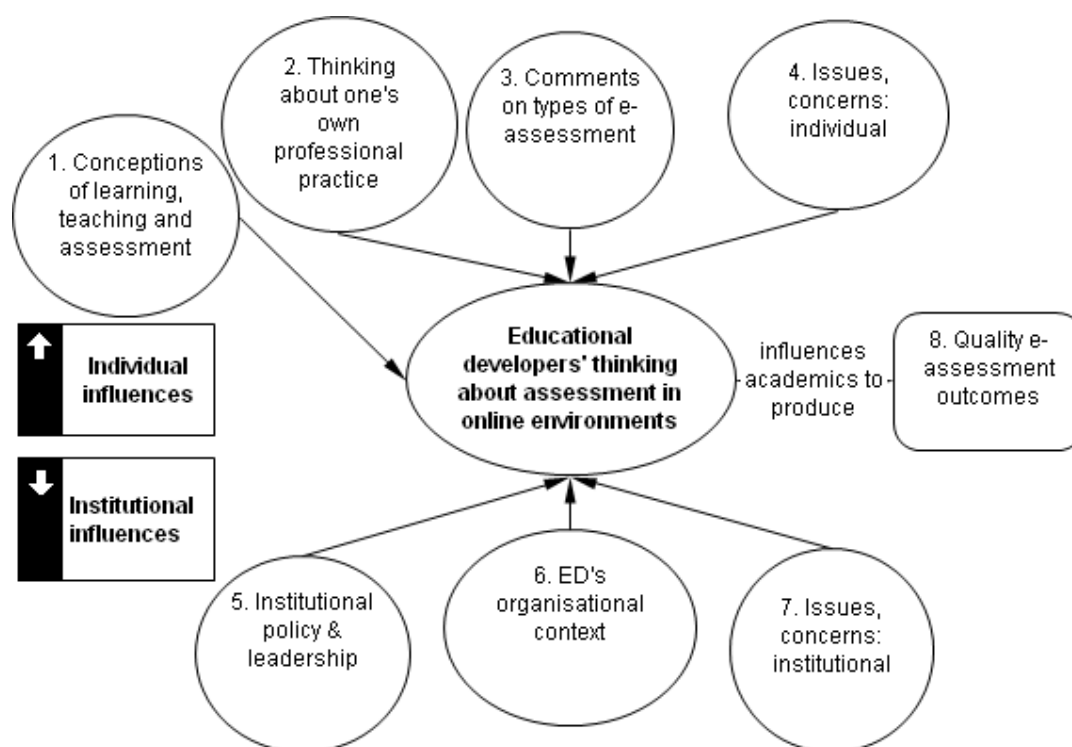 1. Conceptions
of learning,
teaching and
assessment
2. Thinking
about one's
own
professional
practice
3. Comments
on types of e-
assessment
4. Issues,
concerns:
individual
Individual
influences
Institutional
influences
Educational
developers' thinking
about assessment in
online environments
influences
academics to
produce
8. Quality e-
assessment
outcomes
5. Institutional
policy &
leadership
6. ED's
organisational
context
7. Issues,
concerns:
institutional